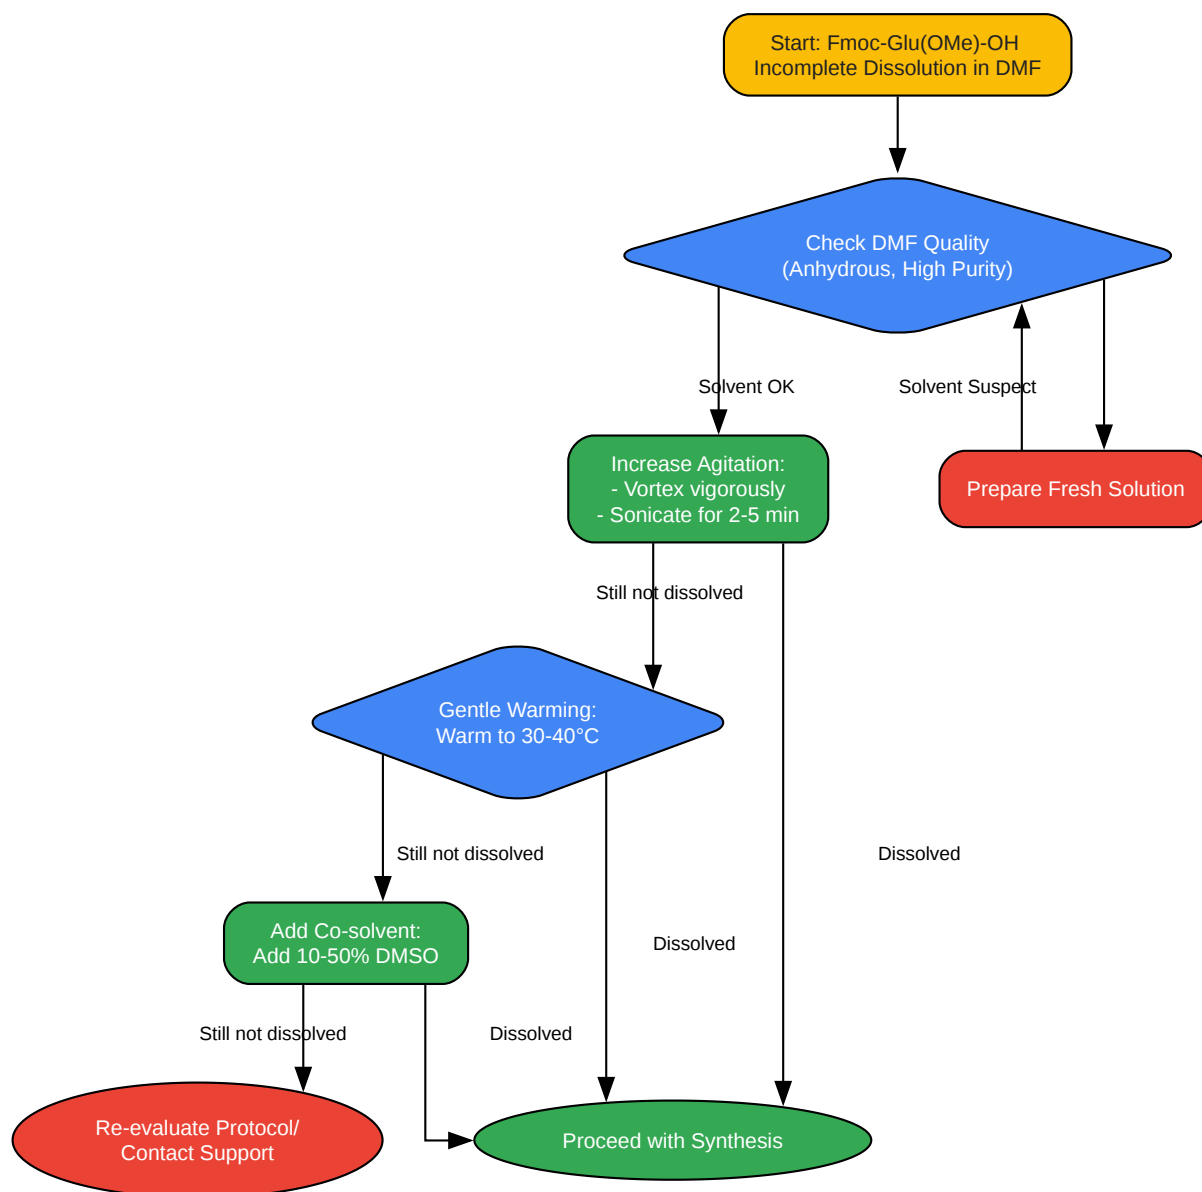 Start: Fmoc-Glu(OMe)-OH
Incomplete Dissolution in DMF
Check DMF Quality
(Anhydrous, High Purity)
Solvent OK
Solvent Suspect
Increase Agitation:
- Vortex vigorously
- Sonicate for 2-5 min
Prepare Fresh Solution
Still not dissolved
Gentle Warming:
Warm to 30-40°C
Still not dissolved
Dissolved
Add Co-solvent:
Add 10-50% DMSO
Dissolved
Still not dissolved
Dissolved
Re-evaluate Protocol/
Contact Support
Proceed with Synthesis